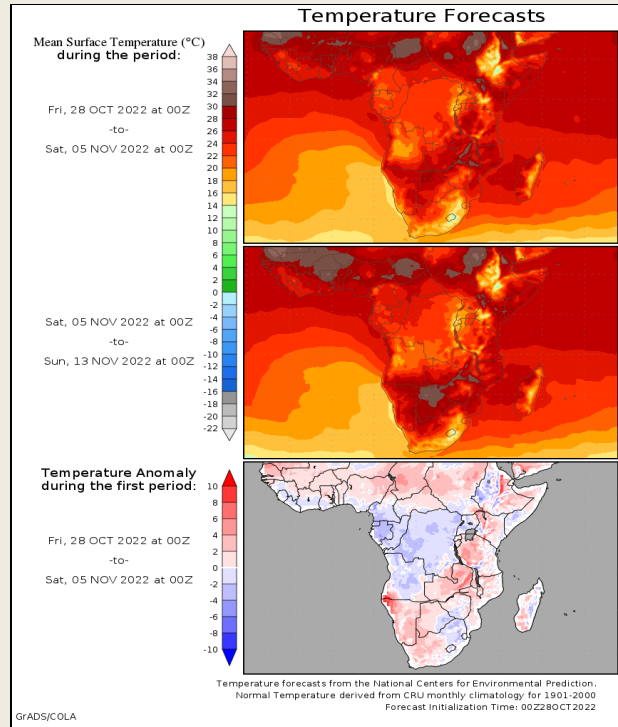 Temperature Forecasts
Mean Surface Temperature (°C)
during the period:
38
36
34
32
30
28
26
24
22
20
18
16
14
12
10
8
6
4
2
0
-2
-4
-6
-8
-10
-12
-14
-16
-18
-20
-22
Fri, 28 OCT 2022 at 00Z
-to-
Sat, 05 NOV 2022 at 00Z
Sat, 05 NOV 2022 at 00Z
-to-
Sun, 13 NOV 2022 at 00Z
Temperature Anomaly
during the first period:
10
8
6
4
2
0
-2
-4
-6
-8
-10
Fri, 28 OCT 2022 at 00Z
-to-
Sat, 05 NOV 2022 at 00Z
Temperature forecasts from the National Centers for Environmental Prediction.
Normal Temperature derived from CRU monthly climatology for 1901-2000
Forecast Initialization Time: 00Z28OCT2022
GrADS/COLA